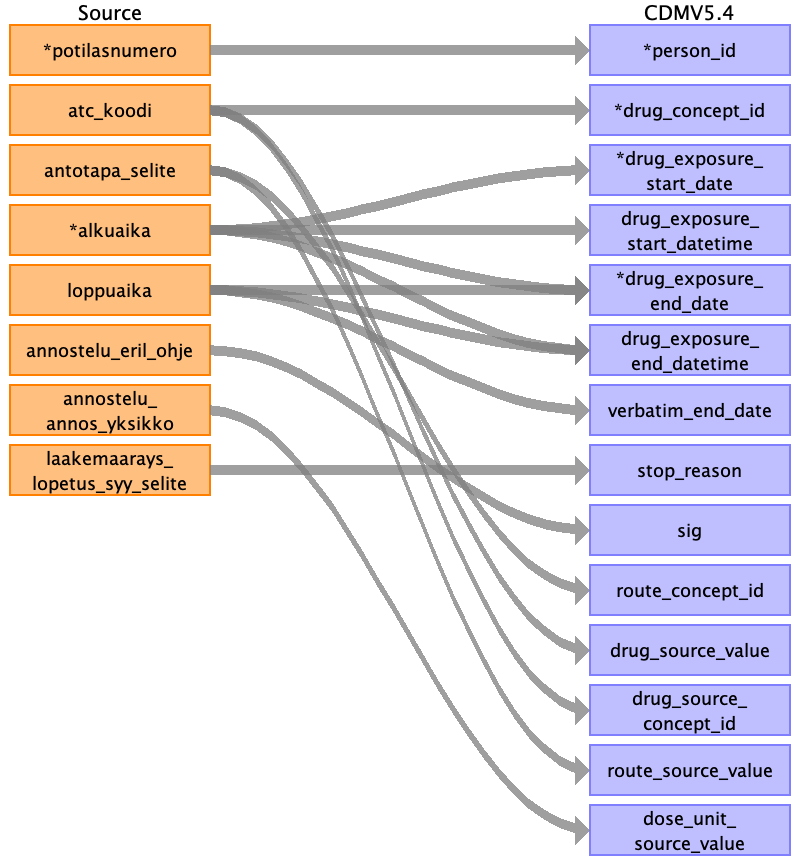 Source
CDMV5.4
*potilasnumero
*person_id
atc_koodi
*drug_concept_id
antotapa_selite
*drug_exposure_
start_date
*alkuaika
drug_exposure_
start_datetime
loppuaika
*drug_exposure_
end_date
annostelu_eril_ohje
drug_exposure_
end_datetime
annostelu_
annos_yksikko
verbatim_end_date
laakemaarays_
lopetus_syy_selite
stop_reason
sig
route_concept_id
drug_source_value
drug_source_
concept_id
route_source_value
dose_unit_
source_value